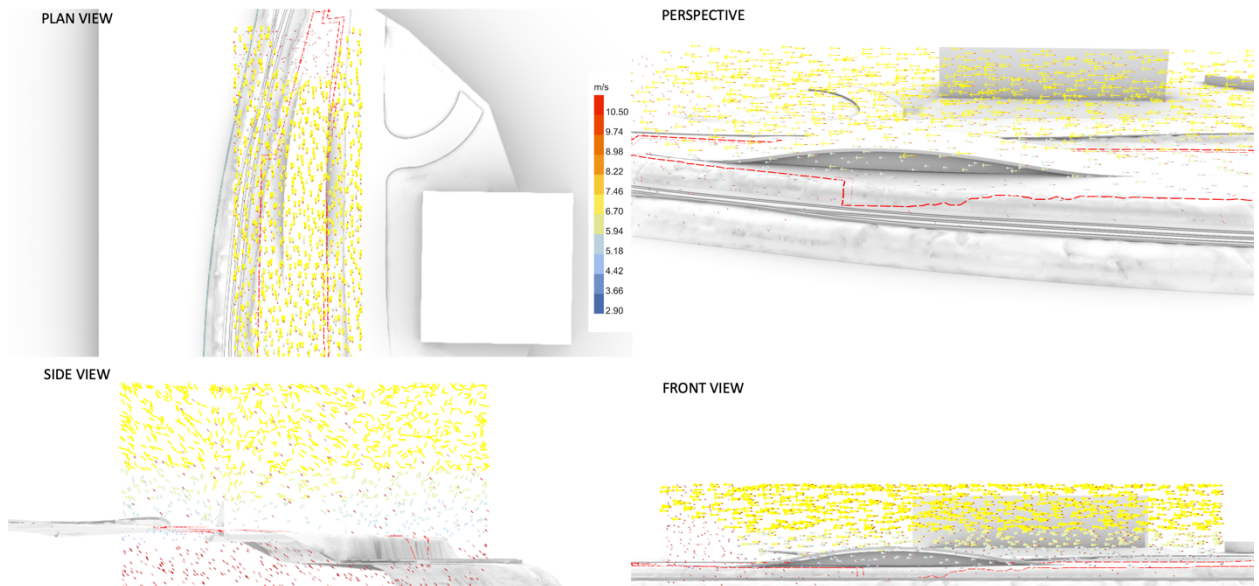 PLAN VIEW
PERSPECTIVE
m/s
10.50
9.74
8.98
8.22
7.46
6.70
5.94
5.18
4.42
3.66
2.90
SIDE VIEW
FRONT VIEW